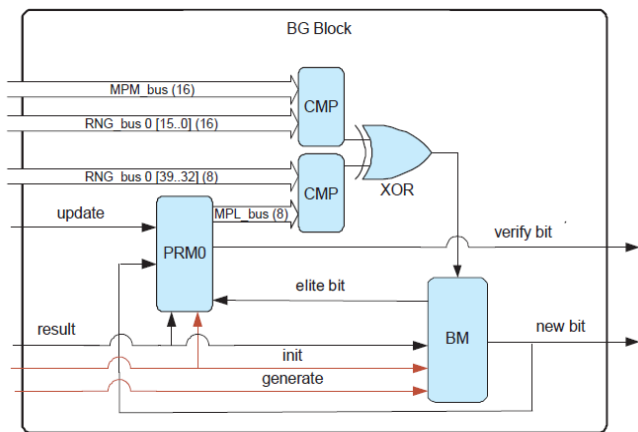 BG Block
MPM_bus (16)
CMP
RNG_bus 0 [15..0] (16)
RNG_bus 0 [39..32] (8)
CMP
XOR
update
MPL_bus (8)
PRM0
verify bit
elite bit
result
BM
new bit
init
generate